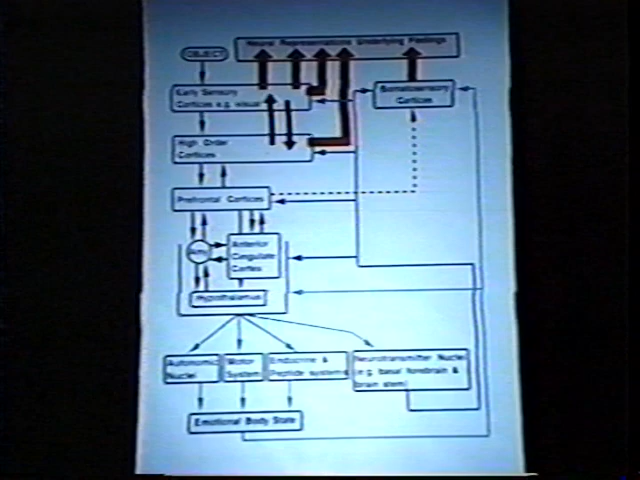 Neural Representations Underlying Feelings
OBJECT
Early Sensory
Cortices e.g. visual
Somatosensory
Cortices
High Order
Cortices
Prefrontal Cortices
Amy
Anterior
Cingulate
Cortex
Hypothalamus
Autonomic
Nuclei
Motor
System
Endocrine &
Peptide systems
Neurotransmitter Nuclei
(e.g. basal forebrain &
brain stem)
Emotional Body State